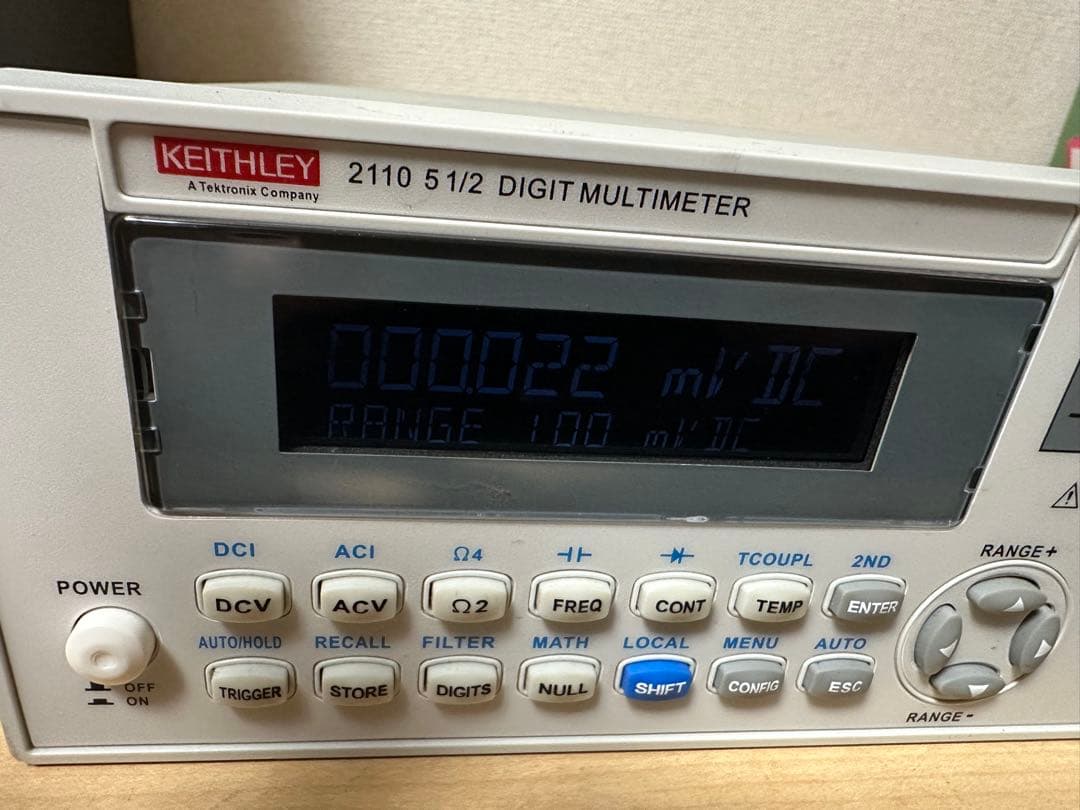 KEITHLEY
A Tektronix Company
2110 5 1/2 DIGIT MULTIMETER
000.022 mV DC
RANGE 100 mV DC
DCI ACI Ω4 TCOUPL 2ND
POWER DCV ACV Ω2 FREQ CONT TEMP ENTER
AUTO/HOLD RECALL FILTER MATH LOCAL MENU AUTO
TRIGGER STORE DIGITS NULL SHIFT CONFIG ESC
OFF
ON
RANGE+
RANGE-